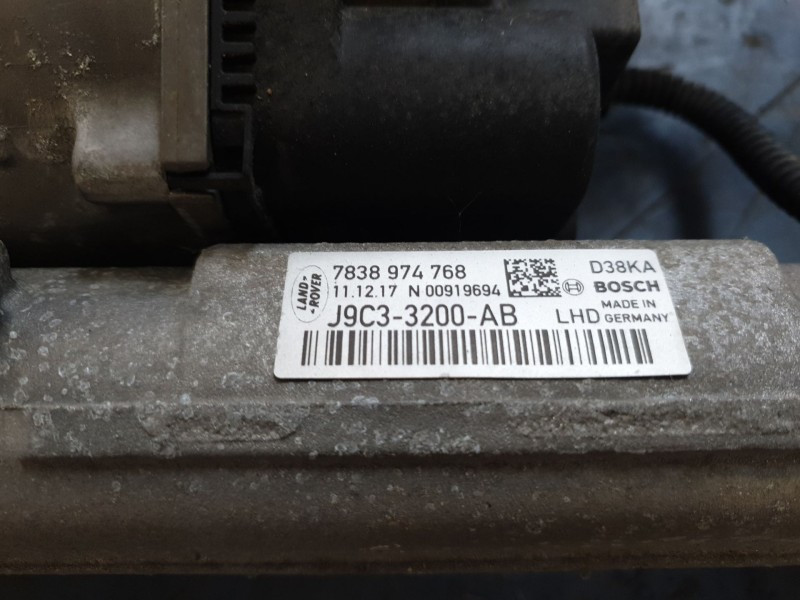 LAND-
ROVER
7838 974 768
11.12.17 N 00919694
J9C3-3200-AB
LHD
D38KA
BOSCH
MADE IN
GERMANY